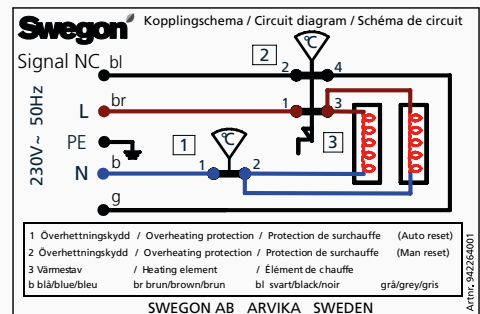 Swegon
Kopplingschema / Circuit diagram / Schéma de circuit
Signal NC bl
2
2 4
°C
L br
1 3
230V~ 50Hz
PE
1
°C
3
N b
1 2
g
1 Överhettningskydd / Overheating protection / Protection de surchauffe (Auto reset)
2 Överhettningskydd / Overheating protection / Protection de surchauffe (Man reset)
3 Värmestav / Heating element / Élément de chauffe
b blå/blue/bleu br brun/brown/brun bl svart/black/noir grå/grey/gris
Artnr. 942264001
SWEGON AB ARVIKA SWEDEN